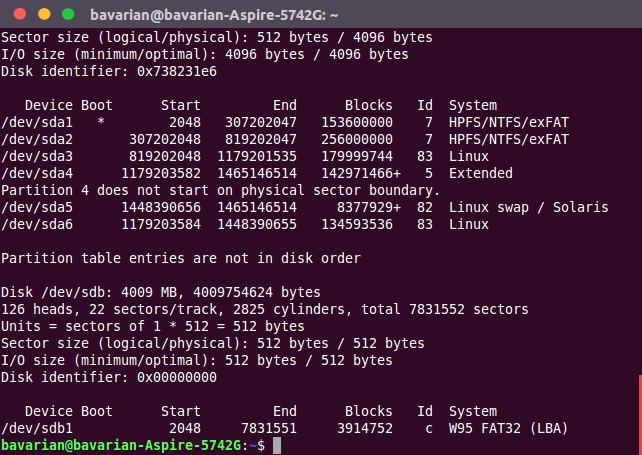 bavarian@bavarian-Aspire-5742G: ~
Sector size (logical/physical): 512 bytes / 4096 bytes
I/O size (minimum/optimal): 4096 bytes / 4096 bytes
Disk identifier: 0x738231e6

   Device Boot      Start         End      Blocks   Id  System
/dev/sda1   *        2048   307202047   153600000    7  HPFS/NTFS/exFAT
/dev/sda2       307202048   819202047   256000000    7  HPFS/NTFS/exFAT
/dev/sda3       819202048  1179201535   179999744   83  Linux
/dev/sda4      1179203582  1465146514   142971466+   5  Extended
Partition 4 does not start on physical sector boundary.
/dev/sda5      1448390656  1465146514     8377929+  82  Linux swap / Solaris
/dev/sda6      1179203584  1448390655   134593536   83  Linux

Partition table entries are not in disk order

Disk /dev/sdb: 4009 MB, 4009754624 bytes
126 heads, 22 sectors/track, 2825 cylinders, total 7831552 sectors
Units = sectors of 1 * 512 = 512 bytes
Sector size (logical/physical): 512 bytes / 512 bytes
I/O size (minimum/optimal): 512 bytes / 512 bytes
Disk identifier: 0x00000000

   Device Boot      Start         End      Blocks   Id  System
/dev/sdb1            2048     7831551     3914752    c  W95 FAT32 (LBA)
bavarian@bavarian-Aspire-5742G:~$